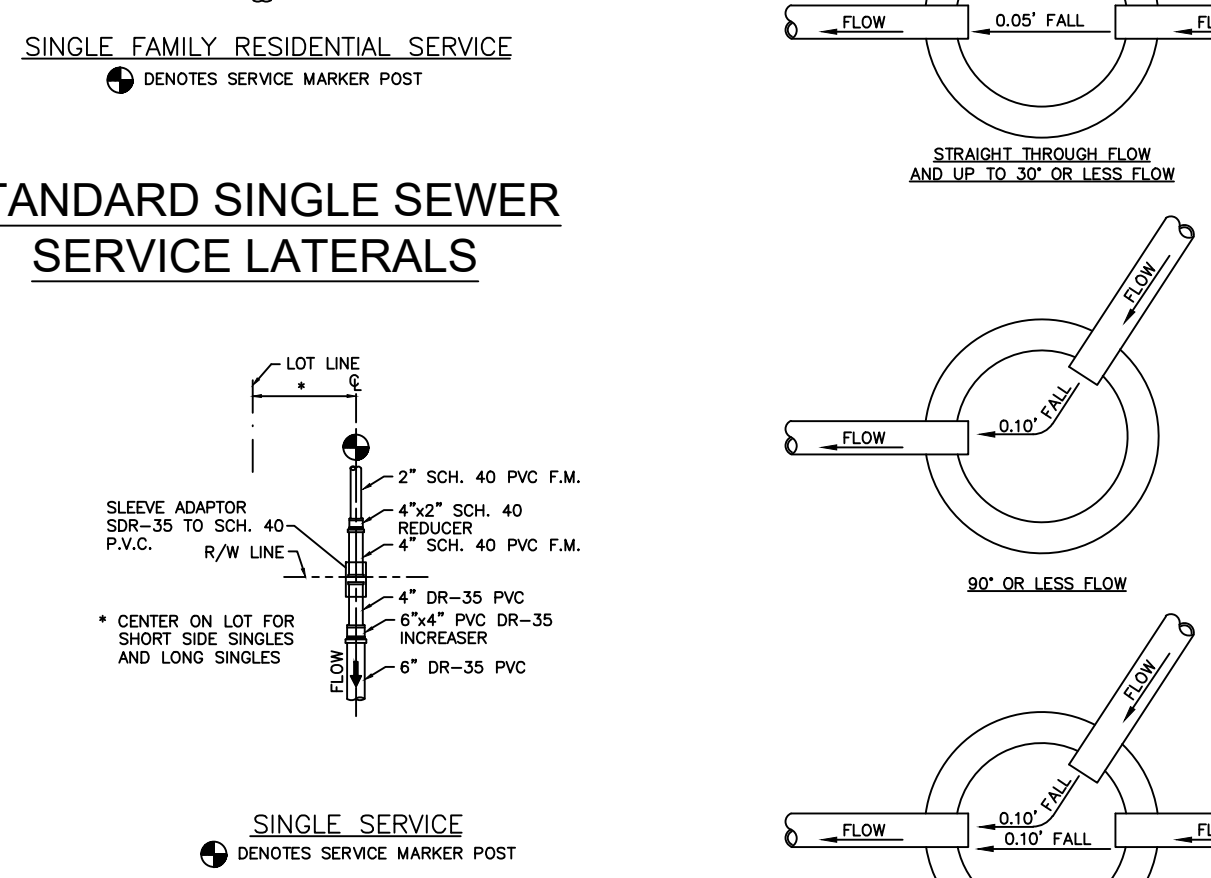 SINGLE FAMILY RESIDENTIAL SERVICE
DENOTES SERVICE MARKER POST
TANDARD SINGLE SEWER
SERVICE LATERALS
LOT LINE
*
℄
2" SCH. 40 PVC F.M.
4"x2" SCH. 40
REDUCER
4" SCH. 40 PVC F.M.
SLEEVE ADAPTOR
SDR-35 TO SCH. 40
P.V.C.
R/W LINE
4" DR-35 PVC
6"x4" PVC DR-35
INCREASER
6" DR-35 PVC
* CENTER ON LOT FOR
SHORT SIDE SINGLES
AND LONG SINGLES
FLOW
SINGLE SERVICE
DENOTES SERVICE MARKER POST
FLOW
0.05' FALL
FL
STRAIGHT THROUGH FLOW
AND UP TO 30° OR LESS FLOW
FLOW
0.10' FALL
FLOW
90° OR LESS FLOW
FLOW
0.10' FALL
0.10' FALL
FLOW
FL